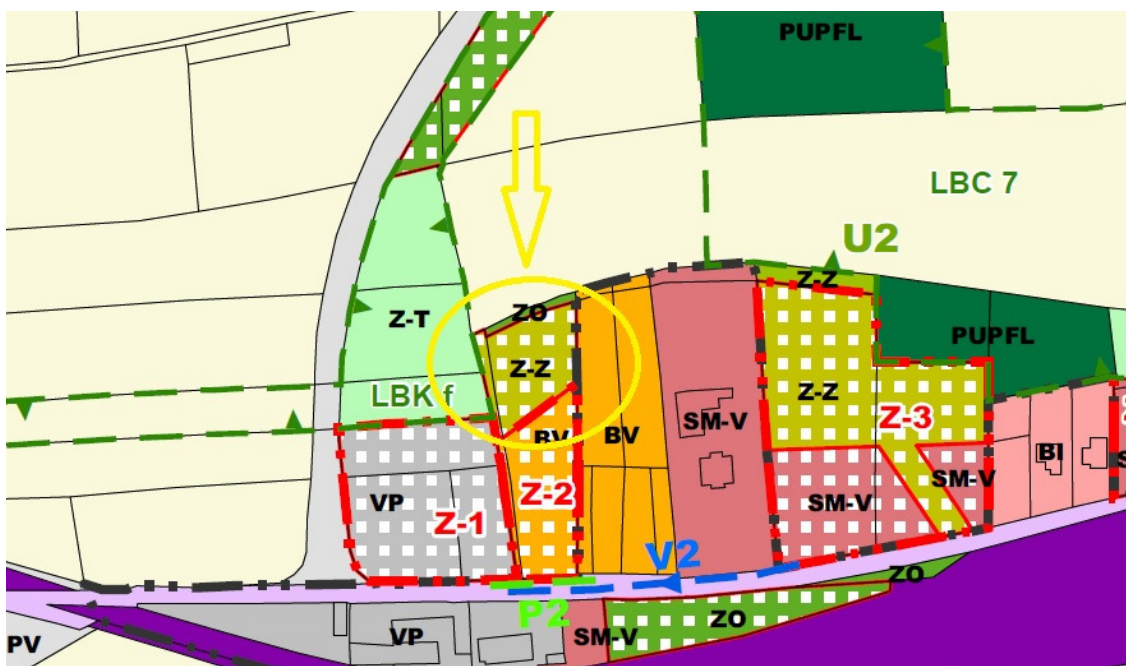 PUPFL
LBC 7
U2
Z-Z
ZO
Z-T
PUPFL
Z-Z
Z-Z
LBK f
SM-V
Z-3
BV
BV
SM-V
BI
VP
Z-2
SM-V
Z-1
V2
ZO
P2
ZO
PV
VP
SM-V